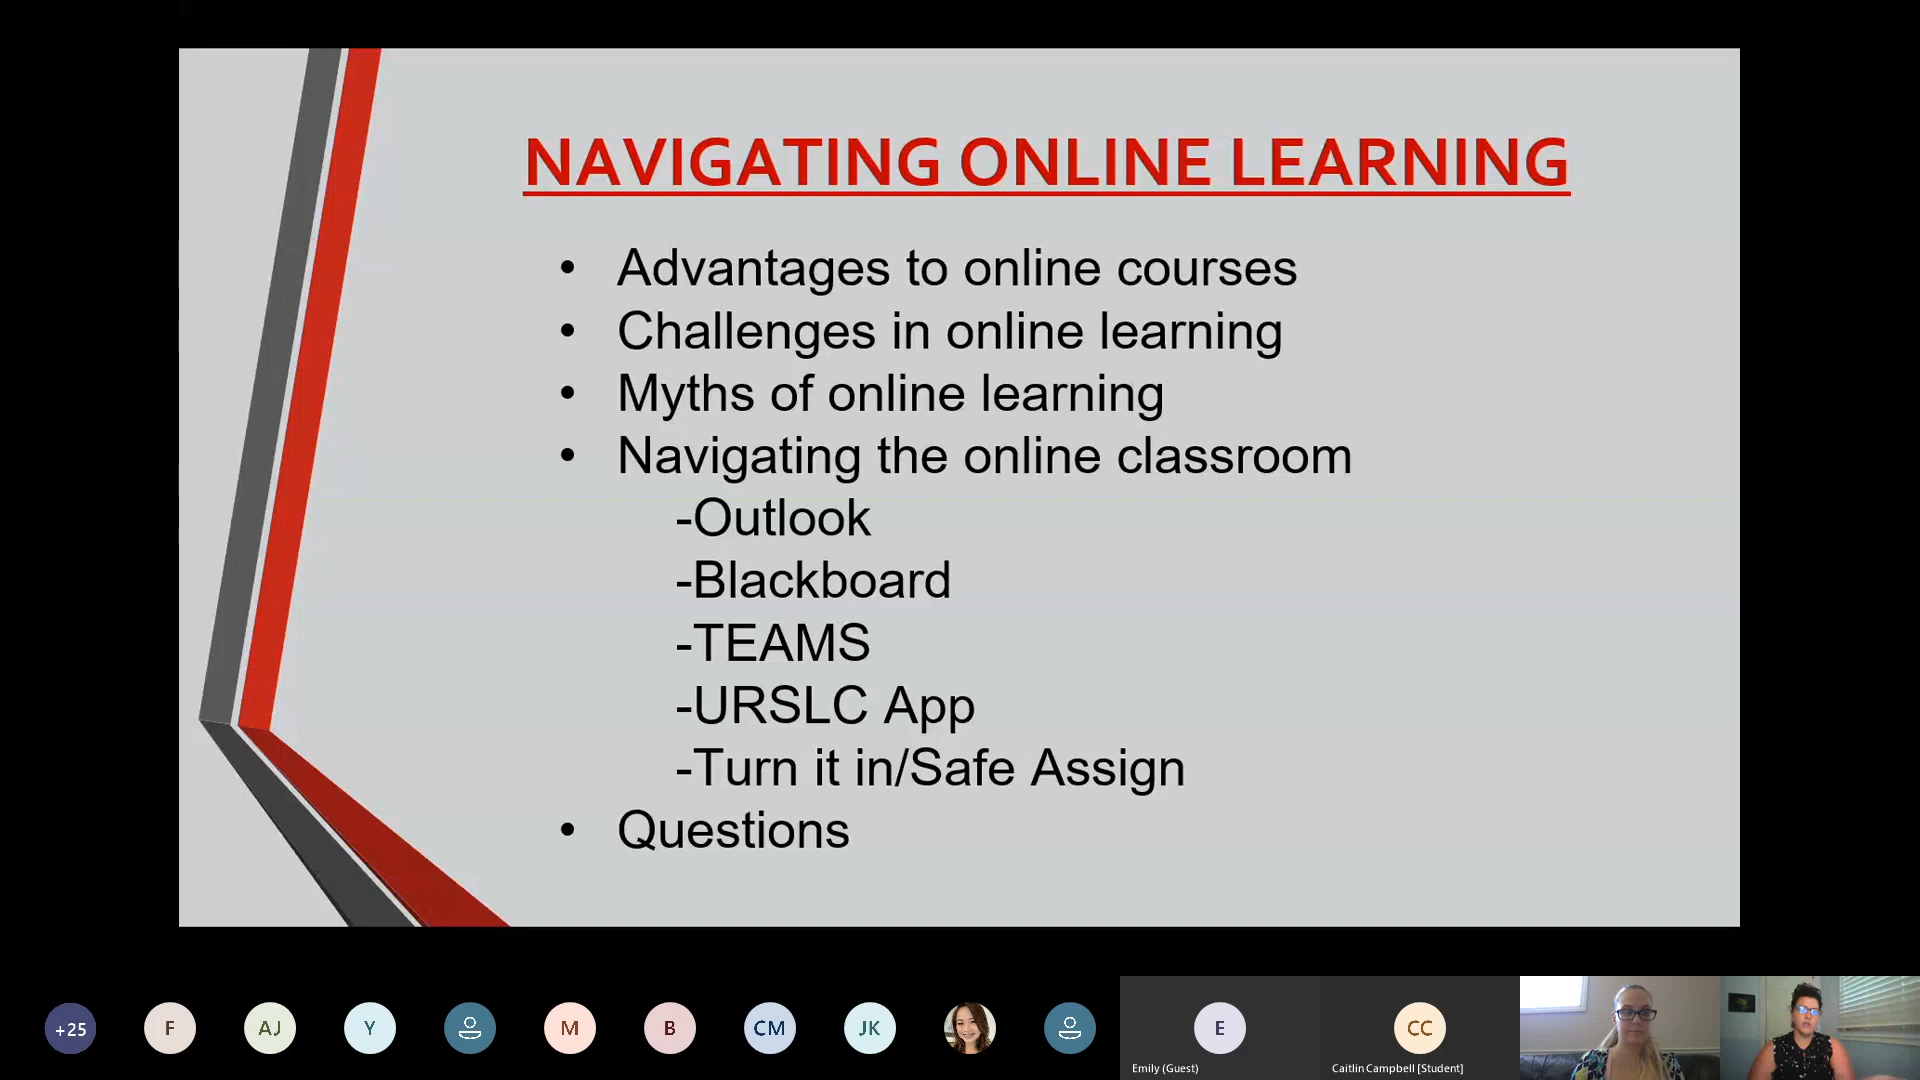 NAVIGATING ONLINE LEARNING
• Advantages to online courses
• Challenges in online learning
• Myths of online learning
• Navigating the online classroom
-Outlook
-Blackboard
-TEAMS
-URSLC App
-Turn it in/Safe Assign
• Questions
+25
F
AJ
Y
M
B
CM
JK
E
CC
Emily (Guest)
Caitlin Campbell [Student]